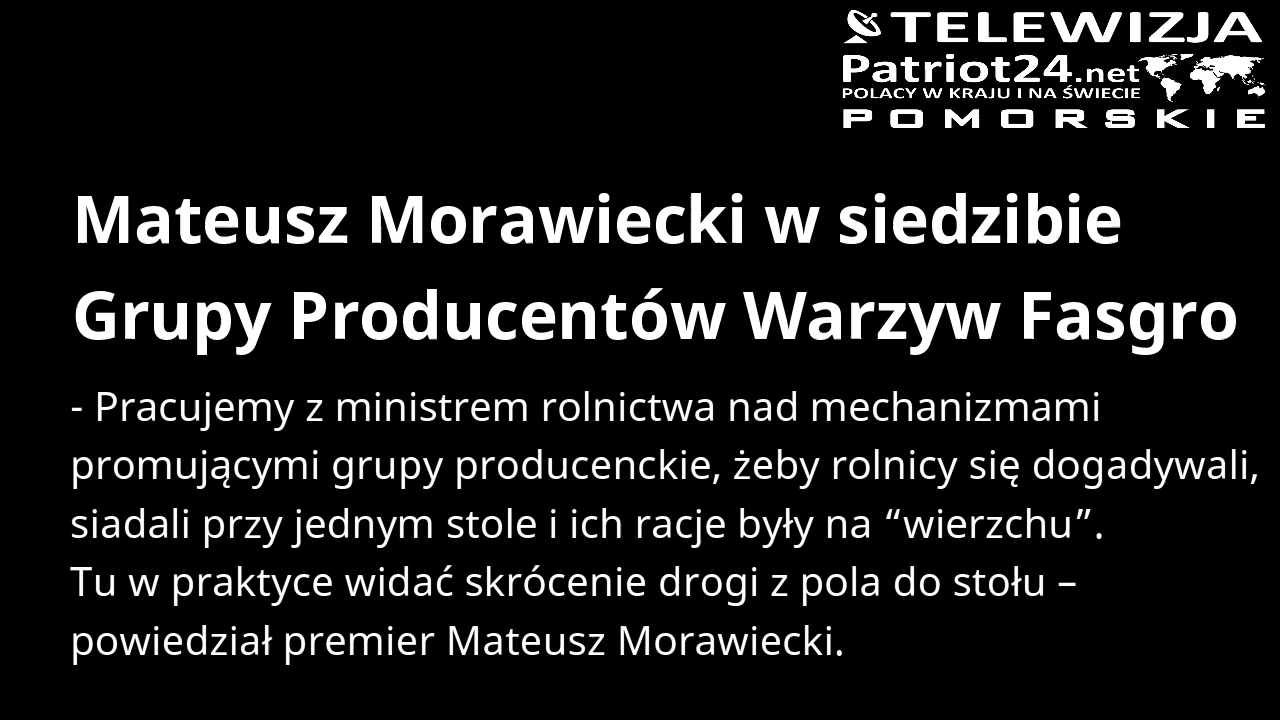 TELEWIZJA
Patriot24.net
POLACY W KRAJU I NA ŚWIECIE
POMORSKIE
Mateusz Morawiecki w siedzibie
Grupy Producentów Warzyw Fasgro
- Pracujemy z ministrem rolnictwa nad mechanizmami
promującymi grupy producenckie, żeby rolnicy się dogadywali,
siadali przy jednym stole i ich racje były na “wierzchu”.
Tu w praktyce widać skrócenie drogi z pola do stołu –
powiedział premier Mateusz Morawiecki.